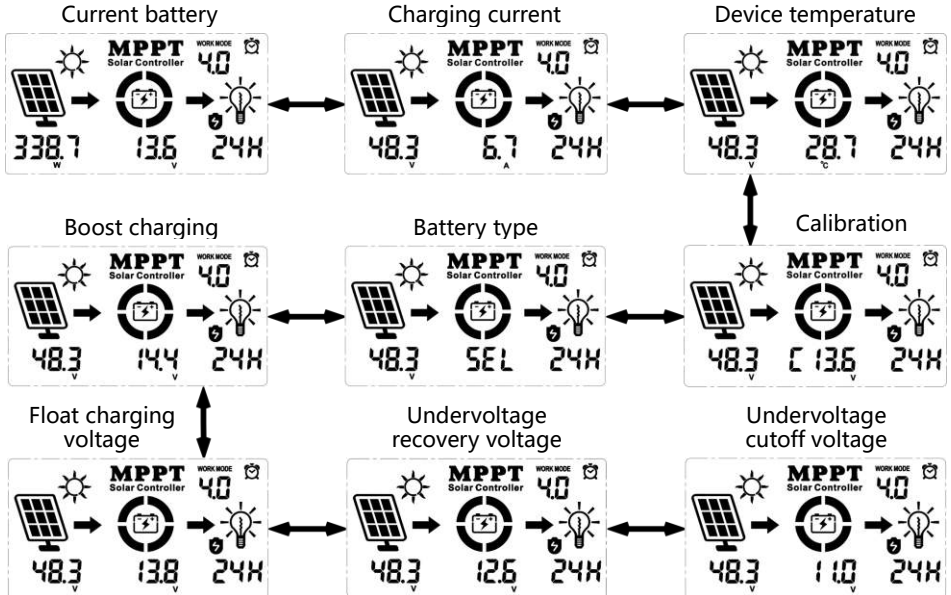 Current battery
Charging current
Device temperature
MPPT WORK MODE
Solar Controller 4.0
338.7 W 13.6 V 24H
MPPT WORK MODE
Solar Controller 4.0
48.3 V 6.7 A 24H
MPPT WORK MODE
Solar Controller 4.0
48.3 V 28.7 °C 24H
Boost charging
Battery type
Calibration
MPPT WORK MODE
Solar Controller 4.0
48.3 V 14.4 V 24H
MPPT WORK MODE
Solar Controller 4.0
48.3 V SEL 24H
MPPT WORK MODE
Solar Controller 4.0
48.3 V C 13.6 V 24H
Float charging
voltage
Undervoltage
recovery voltage
Undervoltage
cutoff voltage
MPPT WORK MODE
Solar Controller 4.0
48.3 V 13.8 V 24H
MPPT WORK MODE
Solar Controller 4.0
48.3 V 12.6 V 24H
MPPT WORK MODE
Solar Controller 4.0
48.3 V 11.0 V 24H